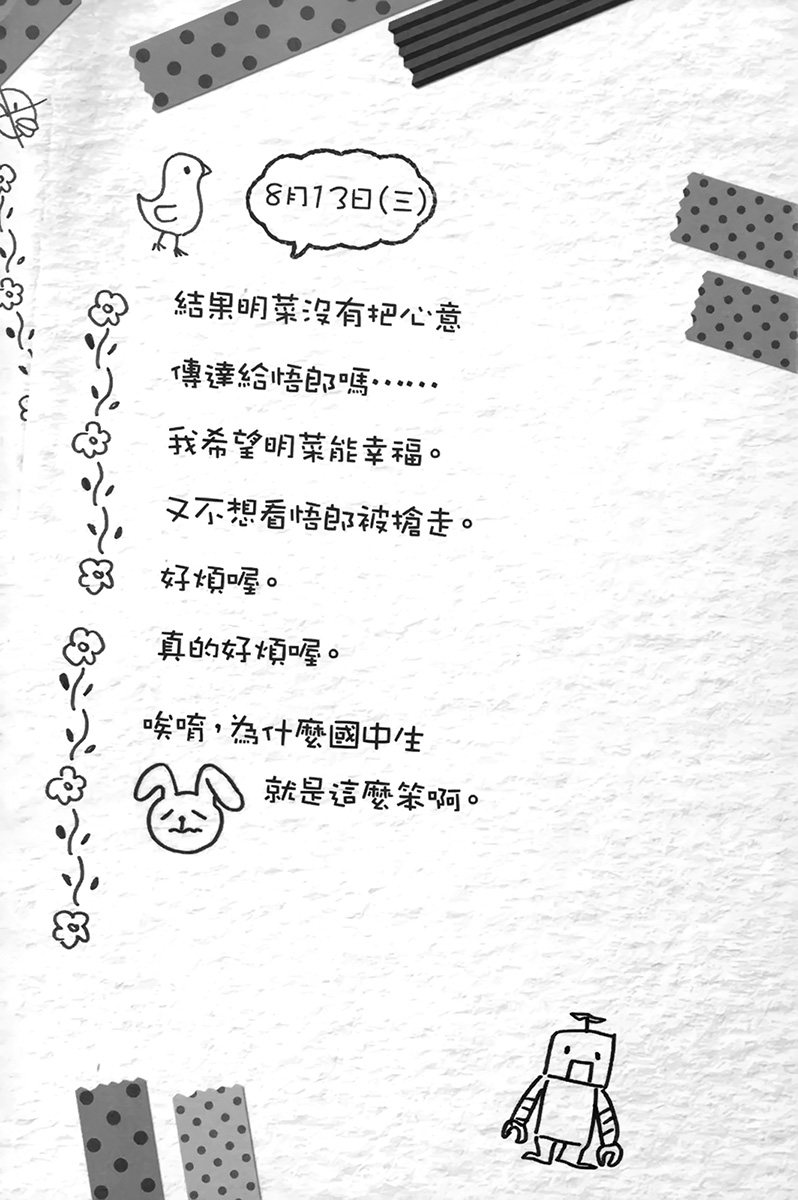 8月13日(三)
結果明菜沒有把心意
傳達給悟郎嗎⋯⋯
我希望明菜能幸福。
又不想看悟郎被搶走。
好煩喔。
真的好煩喔。
唉唷,為什麼國中生
就是這麼笨啊。